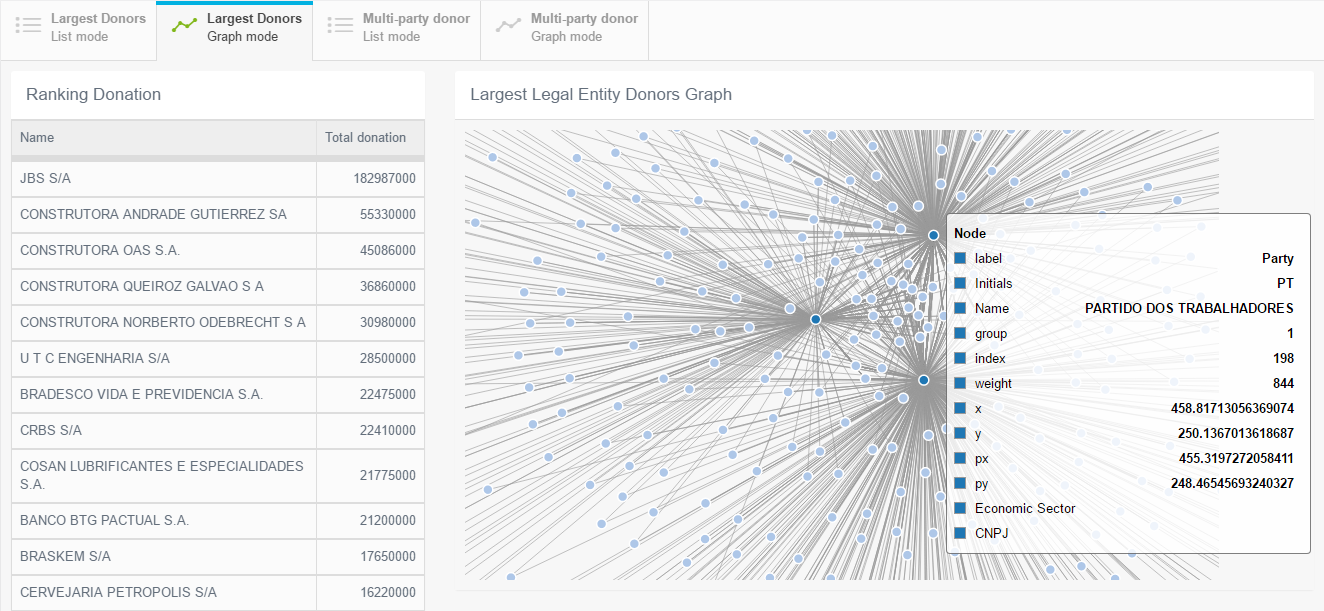 Largest Donors
List mode
Largest Donors
Graph mode
Multi-party donor
List mode
Multi-party donor
Graph mode
Ranking Donation
Name Total donation
JBS S/A 182987000
CONSTRUTORA ANDRADE GUTIERREZ SA 55330000
CONSTRUTORA OAS S.A. 45086000
CONSTRUTORA QUEIROZ GALVAO S A 36860000
CONSTRUTORA NORBERTO ODEBRECHT S A 30980000
U T C ENGENHARIA S/A 28500000
BRADESCO VIDA E PREVIDENCIA S.A. 22475000
CRBS S/A 22410000
COSAN LUBRIFICANTES E ESPECIALIDADES
S.A. 21775000
BANCO BTG PACTUAL S.A. 21200000
BRASKEM S/A 17650000
CERVEJARIA PETROPOLIS S/A 16220000
Largest Legal Entity Donors Graph
Node
label Party
Initials PT
Name PARTIDO DOS TRABALHADORES
group 1
index 198
weight 844
x 458.81713056369074
y 250.1367013618687
px 455.3197272058411
py 248.46545693240327
Economic Sector
CNPJ